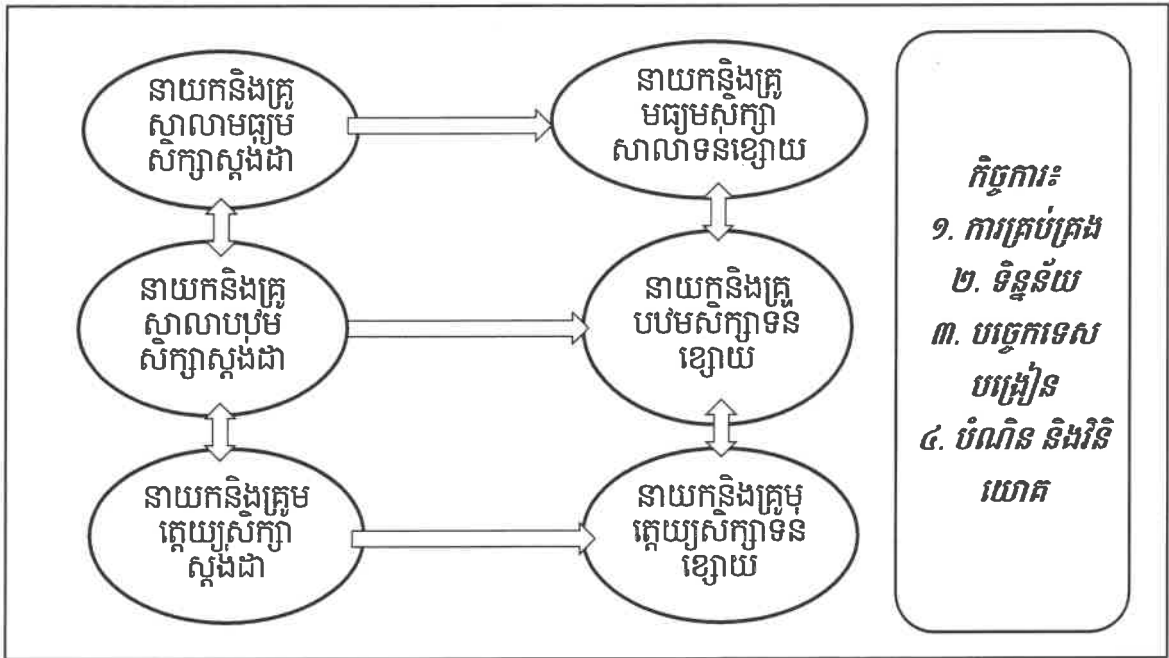 នាយកនិងគ្រូ
សាលាមធ្យម
សិក្សាស្តង់ដា
នាយកនិងគ្រូ
មធ្យមសិក្សា
សាលាទន់ខ្សោយ
នាយកនិងគ្រូ
សាលាបឋម
សិក្សាស្តង់ដា
នាយកនិងគ្រូ
បឋមសិក្សាទន់
ខ្សោយ
នាយកនិងគ្រូម
ត្តេយ្យសិក្សា
ស្តង់ដា
នាយកនិងគ្រូមុ
ត្តេយ្យសិក្សាទន់
ខ្សោយ
កិច្ចការ៖
១. ការគ្រប់គ្រង
២. ទិន្នន័យ
៣. បច្ចេកទេស
បង្រៀន
៤. បំណិន និងវិនិ
យោគ